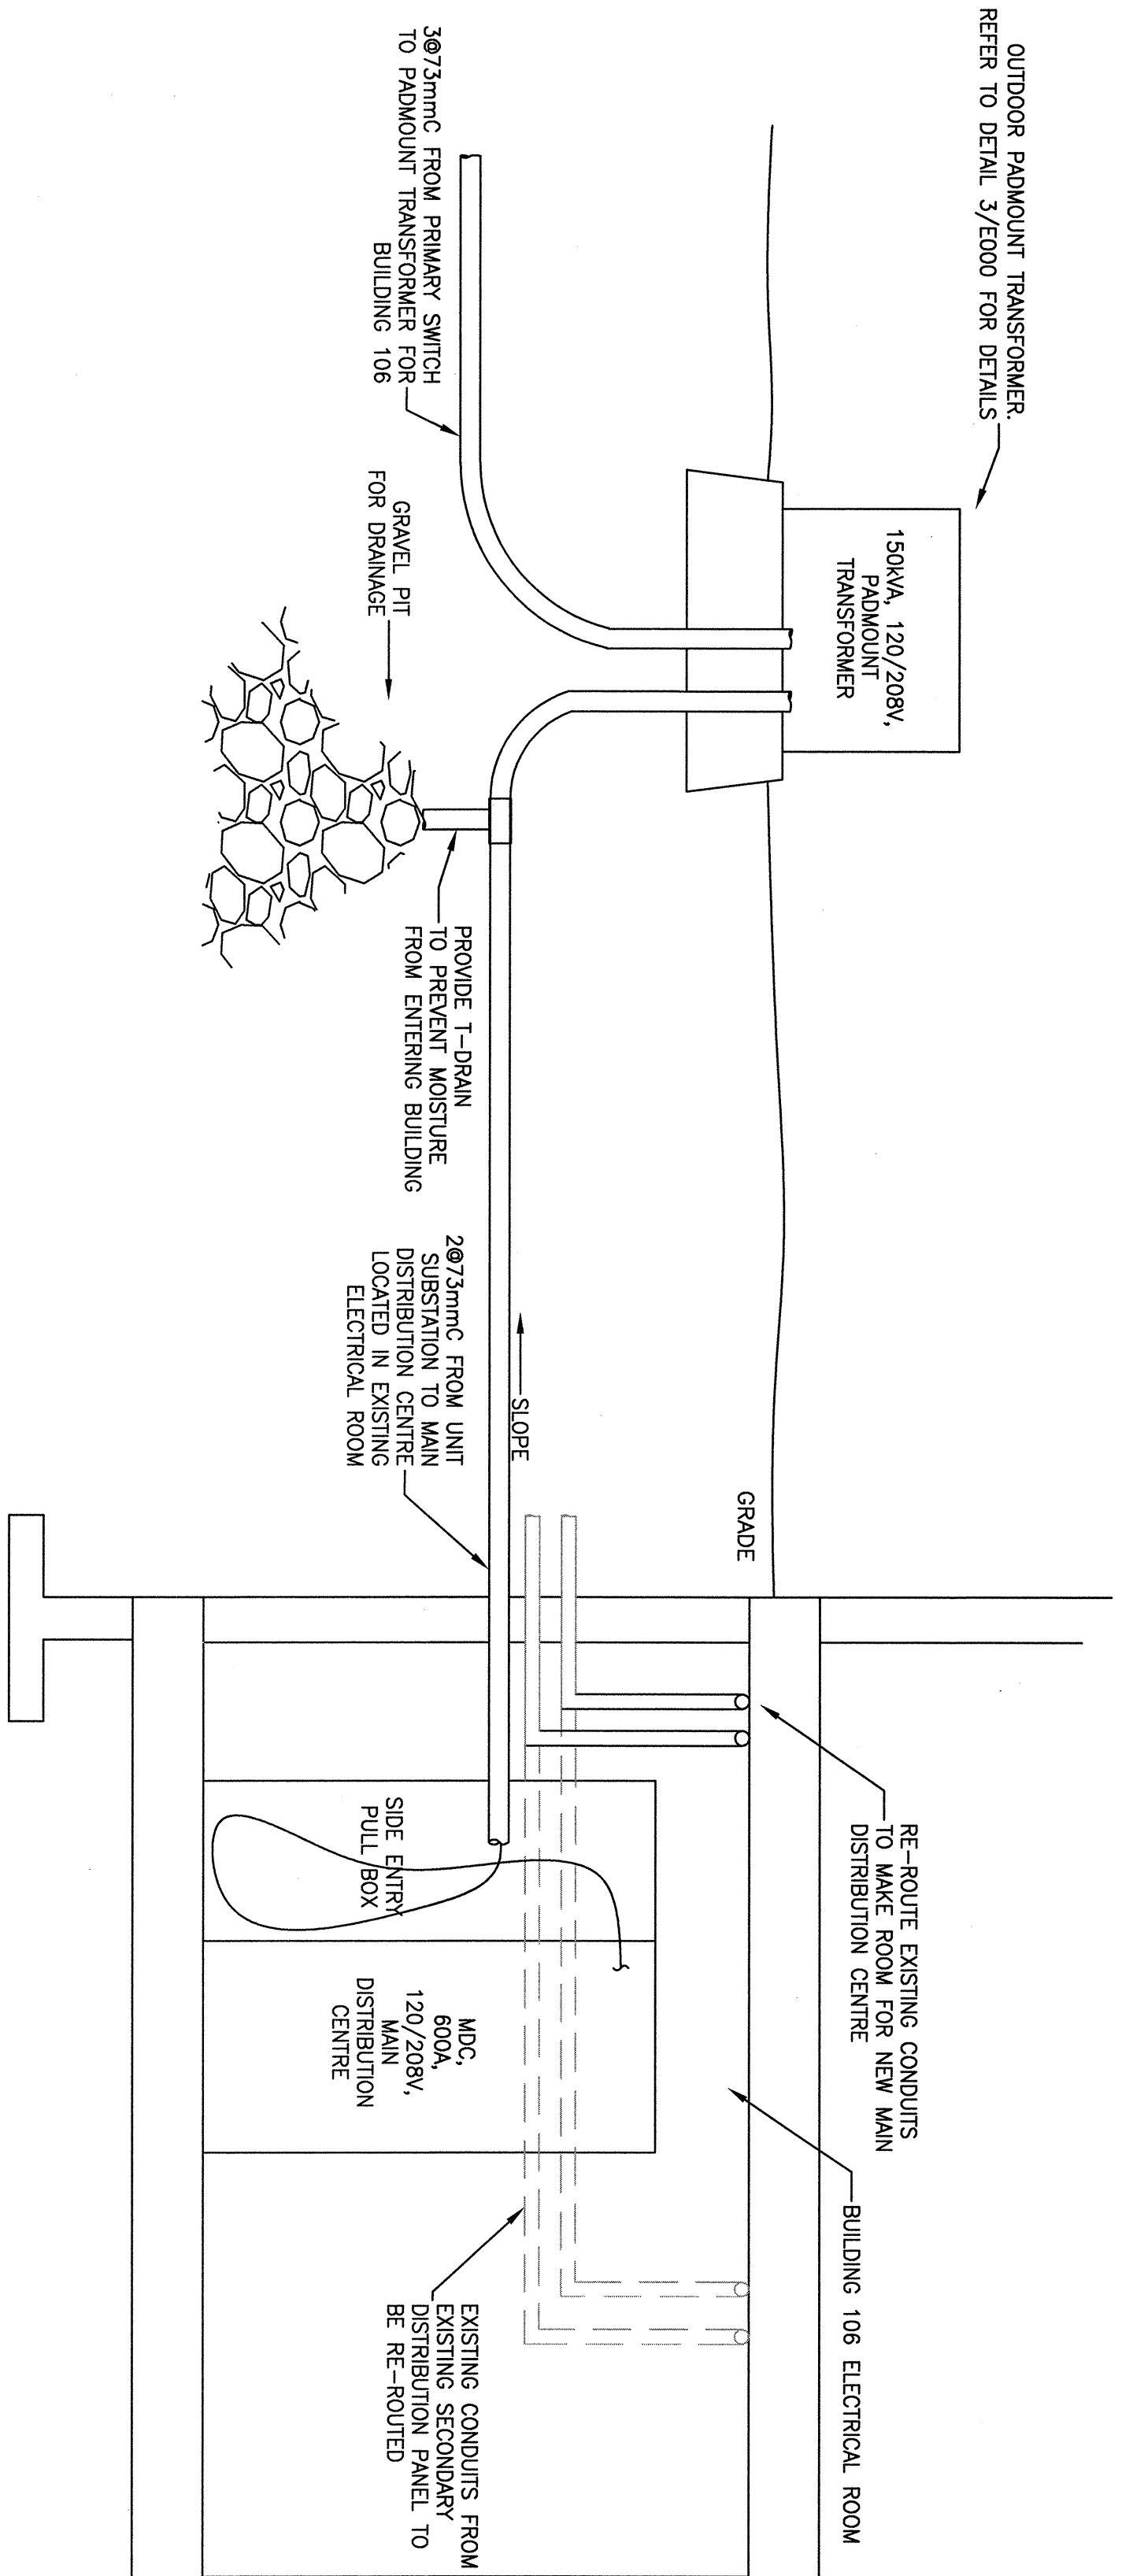 OUTDOOR PADMOUNT TRANSFORMER.
REFER TO DETAIL 3/E000 FOR DETAILS
150kVA, 120/208V,
PADMOUNT
TRANSFORMER
3@73mmC FROM PRIMARY SWITCH
TO PADMOUNT TRANSFORMER FOR
BUILDING 106
GRAVEL PIT
FOR DRAINAGE
PROVIDE T-DRAIN
TO PREVENT MOISTURE
FROM ENTERING BUILDING
2@73mmC FROM UNIT
SUBSTATION TO MAIN
DISTRIBUTION CENTRE
LOCATED IN EXISTING
ELECTRICAL ROOM
SLOPE
GRADE
RE-ROUTE EXISTING CONDUITS
TO MAKE ROOM FOR NEW MAIN
DISTRIBUTION CENTRE
BUILDING 106 ELECTRICAL ROOM
SIDE ENTRY
PULL BOX
MDC,
600A,
120/208V,
MAIN
DISTRIBUTION
CENTRE
EXISTING CONDUITS FROM
EXISTING SECONDARY
DISTRIBUTION PANEL TO
BE RE-ROUTED